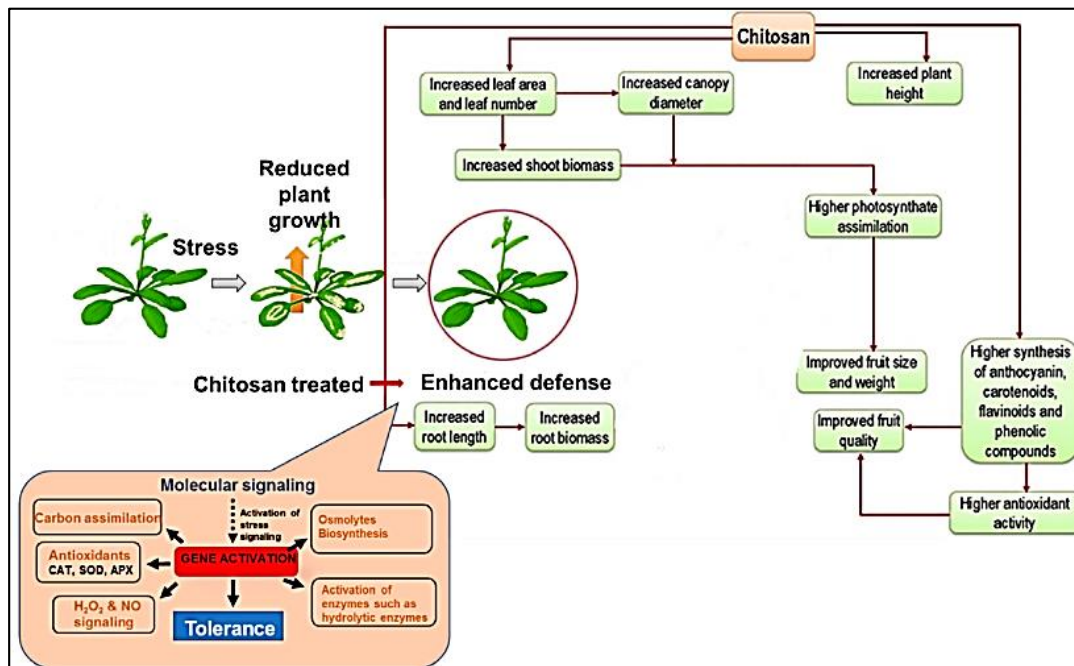 Chitosan
Increased leaf area
and leaf number
Increased canopy
diameter
Increased plant
height
Increased shoot biomass
Reduced
plant
growth
Higher photosynthate
assimilation
Stress
Improved fruit size
and weight
Higher synthesis
of anthocyanin,
carotenoids,
flavinoids and
phenolic
compounds
Chitosan treated
Enhanced defense
Increased
root length
Increased
root biomass
Improved fruit
quality
Higher antioxidant
activity
Molecular signaling
Activation of
stress
signaling
Carbon assimilation
Osmolytes
Biosynthesis
Antioxidants
CAT, SOD, APX
GENE ACTIVATION
H₂O₂ & NO
signaling
Activation of
enzymes such as
hydrolytic enzymes
Tolerance